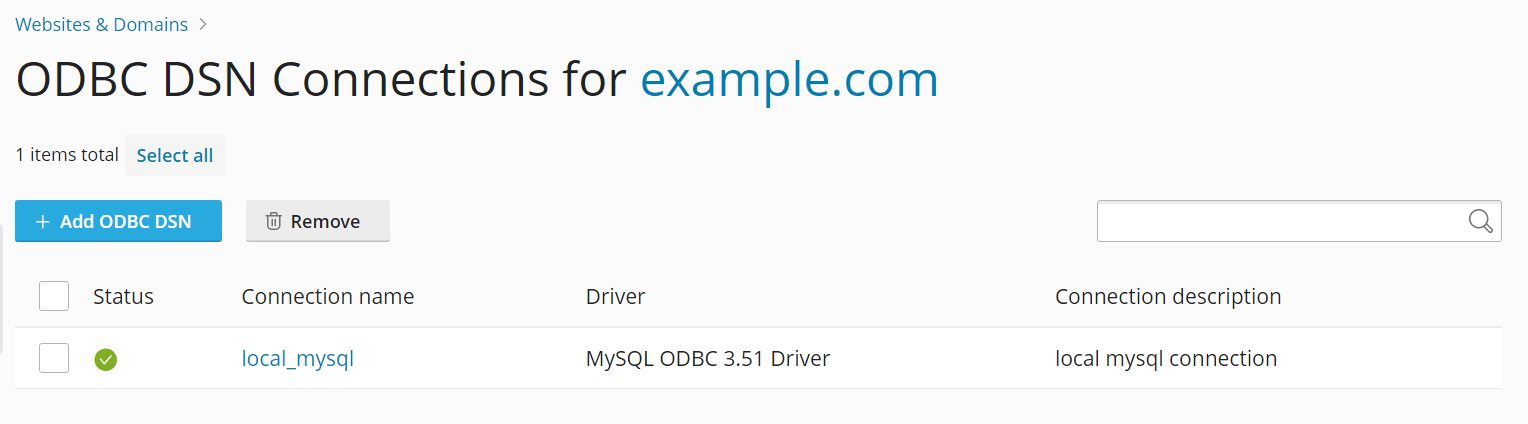 Websites & Domains
ODBC DSN Connections for example.com
1 items total Select all
Add ODBC DSN Remove
Status Connection name Driver Connection description
local_mysql MySQL ODBC 3.51 Driver local mysql connection